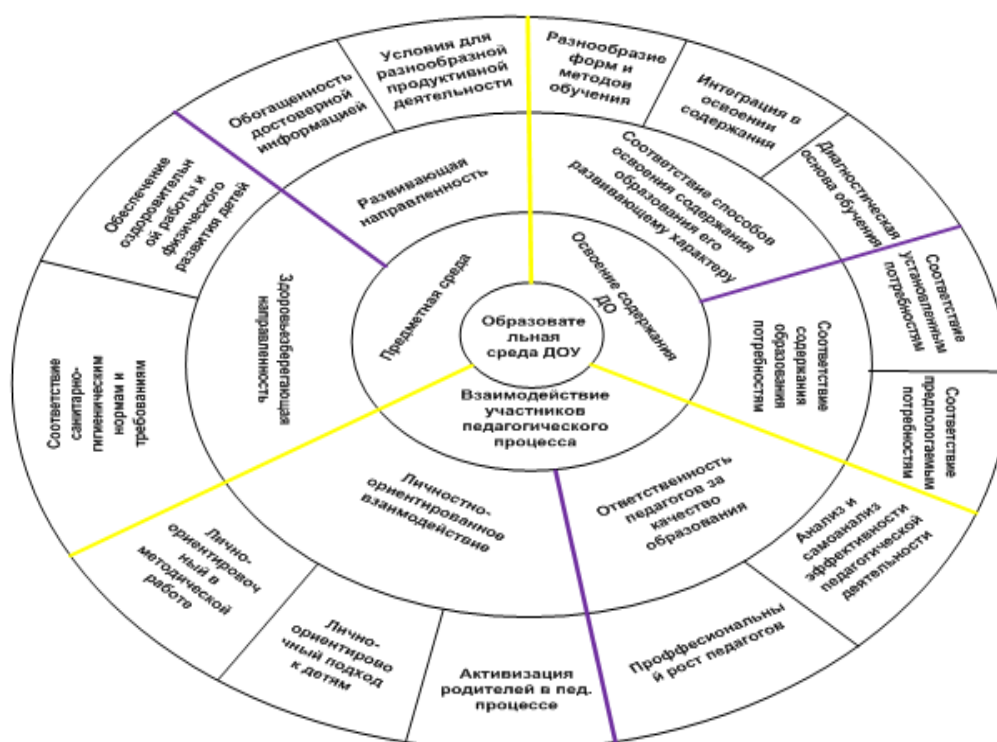 Условия для
разнообразной
продуктивной
деятельности
Разнообразие
форм и
методов
обучения
Обогащенность
достоверной
информацией
Интеграция в
освоении
содержания
Диагностическая
основа обучения
Обеспечение
оздоровительн
ой работы и
физического
развития детей
Развивающая
направленность
Соответствие способов
освоения содержания
образования его
развивающему характеру
Соответствие
установленным
потребностям
Предметная среда
Освоение содержания
ДО
Здоровьезберегающая
направленность
Образовате
льная
среда ДОУ
Соответствие
содержания
образования
потребностям
Соответствие
санитарно-
гигиеническим
нормам и
требованиям
Соответствие
предпологаемым
потребностям
Взаимодействие
участников
педагогического
процесса
Личностно-
ориентированное
взаимодействие
Ответственность
педагогов за
качество
образования
Анализ и
самоанализ
эффективности
педагогической
деятельности
Лично-
ориентировоч
ный в
методической
работе
Лично-
ориентирово
чный подход
к детям
Активизация
родителей в пед.
процессе
Проффесиональны
й рост педагогов